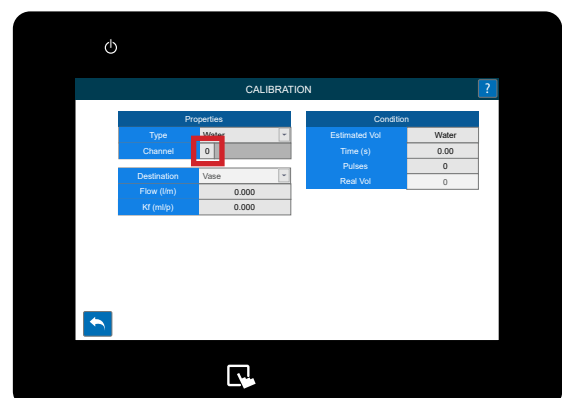 CALIBRATION
?
Properties
Type Water
Channel 0
Destination Vase
Flow (l/m) 0.000
Kf (ml/p) 0.000
Condition
Estimated Vol Water
Time (s) 0.00
Pulses 0
Real Vol 0